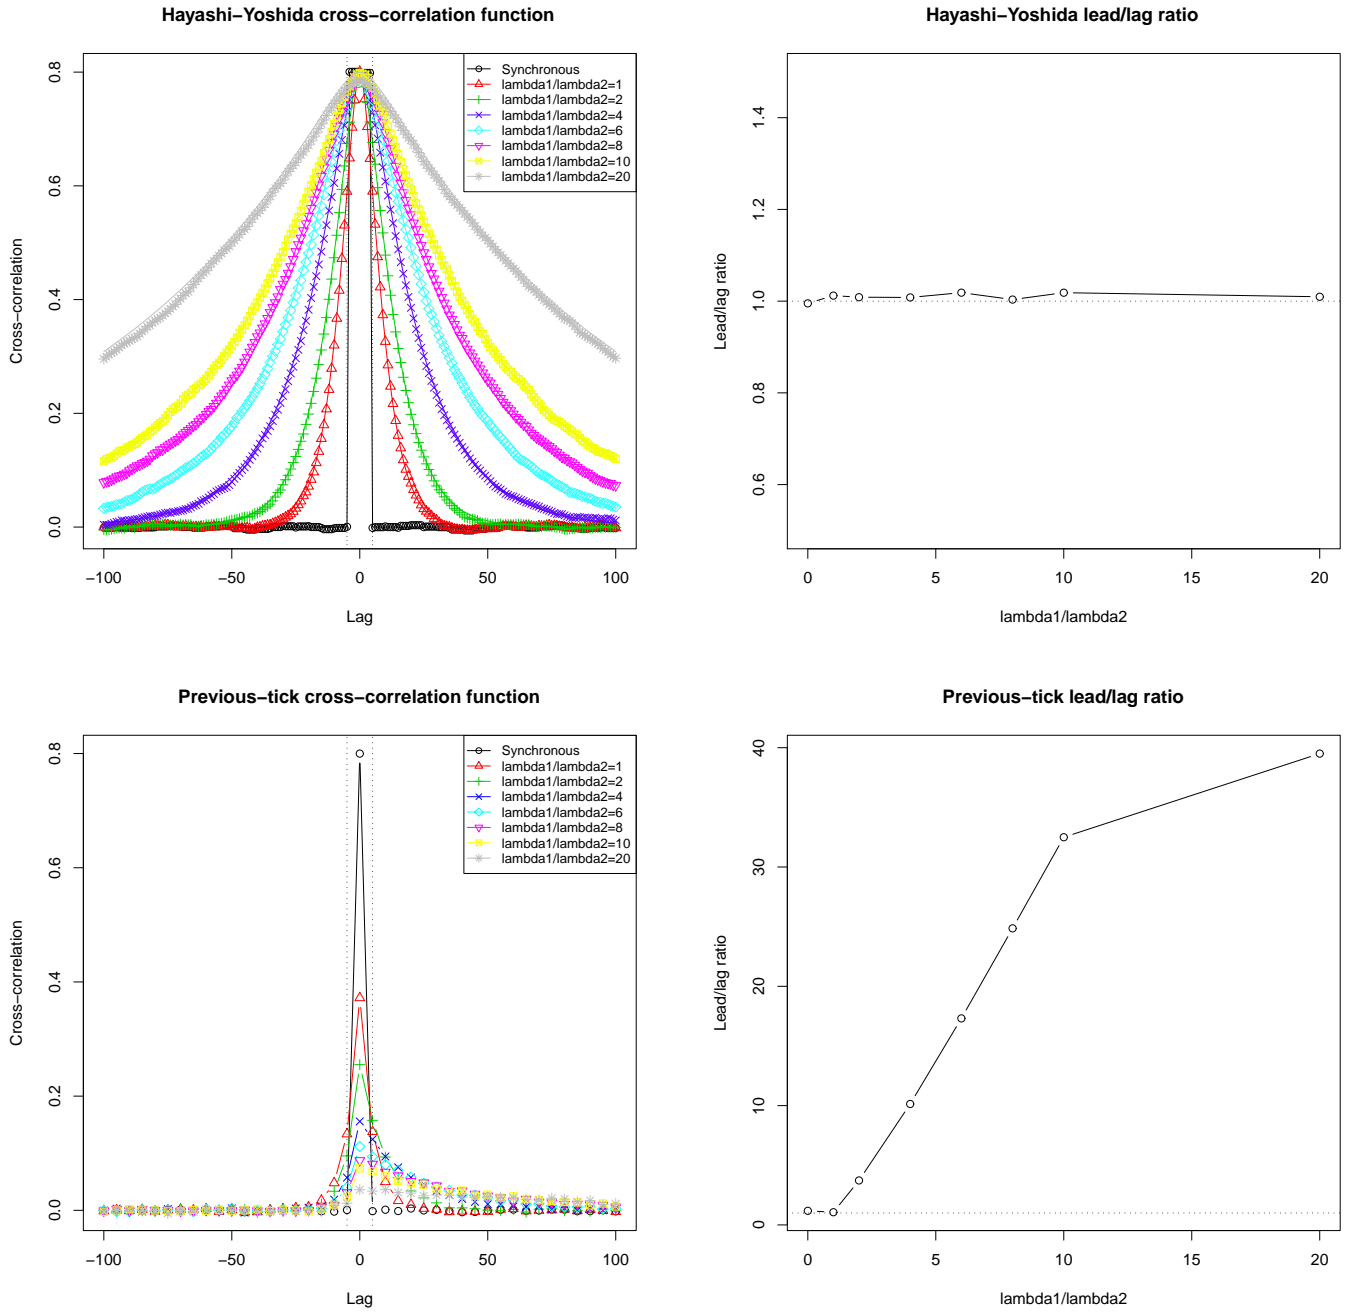 Hayashi−Yoshida cross−correlation function
Cross−correlation
0.8
0.6
0.4
0.2
0.0
Synchronous
lambda1/lambda2=1
lambda1/lambda2=2
lambda1/lambda2=4
lambda1/lambda2=6
lambda1/lambda2=8
lambda1/lambda2=10
lambda1/lambda2=20
−100
−50
0
50
100
Lag
Hayashi−Yoshida lead/lag ratio
Lead/lag ratio
1.4
1.2
1.0
0.8
0.6
0
5
10
15
20
lambda1/lambda2
Previous−tick cross−correlation function
Cross−correlation
0.8
0.6
0.4
0.2
0.0
Synchronous
lambda1/lambda2=1
lambda1/lambda2=2
lambda1/lambda2=4
lambda1/lambda2=6
lambda1/lambda2=8
lambda1/lambda2=10
lambda1/lambda2=20
−100
−50
0
50
100
Lag
Previous−tick lead/lag ratio
Lead/lag ratio
40
30
20
10
0
0
5
10
15
20
lambda1/lambda2